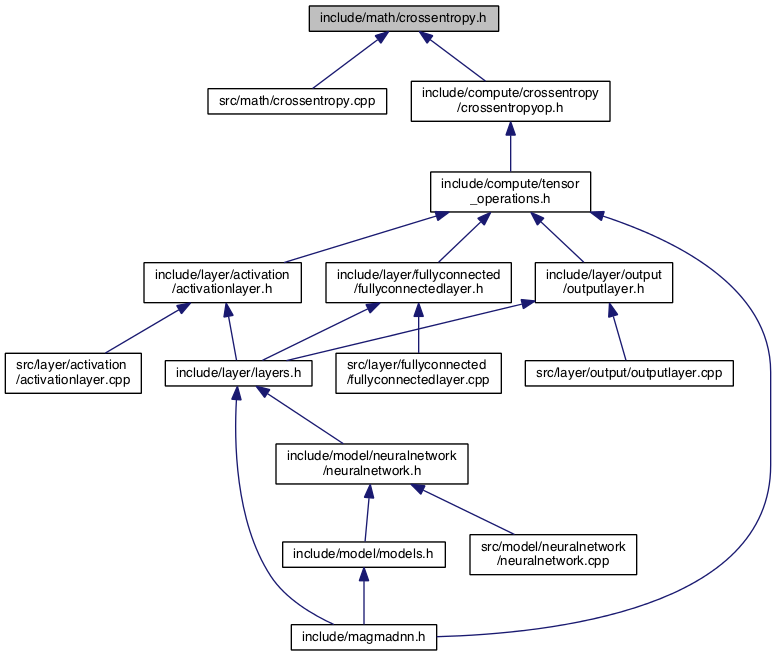 include/math/crossentropy.h
src/math/crossentropy.cpp
include/compute/crossentropy
/crossentropyop.h
include/compute/tensor
_operations.h
include/layer/activation
/activationlayer.h
include/layer/fullyconnected
/fullyconnectedlayer.h
include/layer/output
/outputlayer.h
src/layer/activation
/activationlayer.cpp
include/layer/layers.h
src/layer/fullyconnected
/fullyconnectedlayer.cpp
src/layer/output/outputlayer.cpp
include/model/neuralnetwork
/neuralnetwork.h
include/model/models.h
src/model/neuralnetwork
/neuralnetwork.cpp
include/magmadnn.h